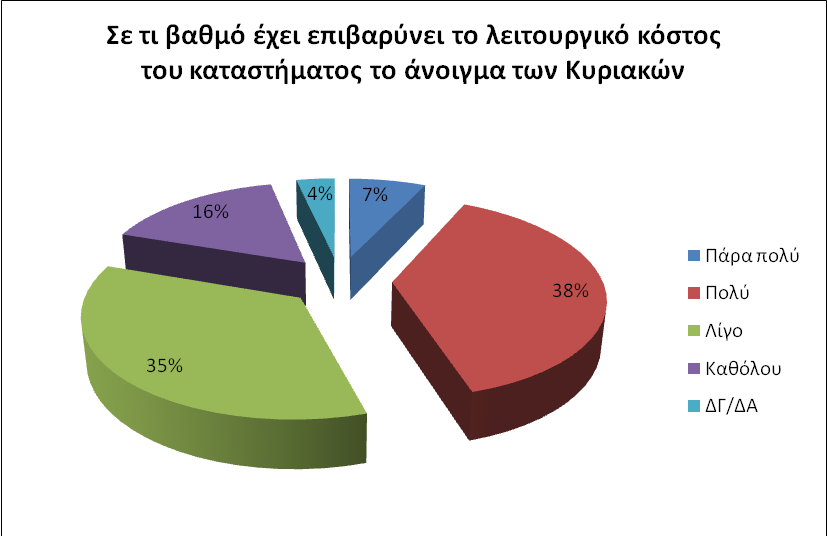 Σε τι βαθμό έχει επιβαρύνει το λειτουργικό κόστος
του καταστήματος το άνοιγμα των Κυριακών
4%
7%
16%
38%
35%
Πάρα πολύ
Πολύ
Λίγο
Καθόλου
ΔΓ/ΔΑ